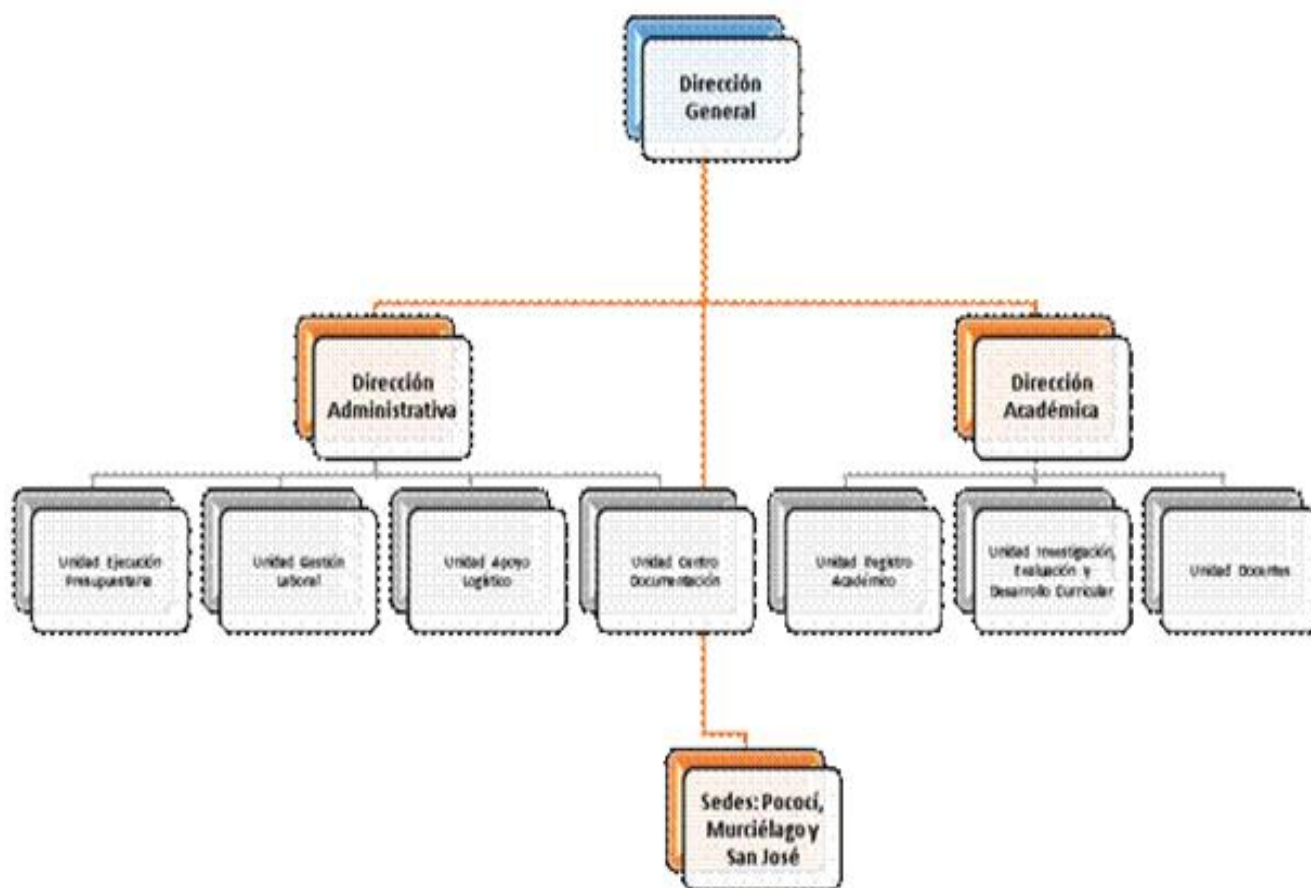 Dirección
General
Dirección
Administrativa
Dirección
Académica
Unidad Ejecución
Presupuestaria
Unidad Gestión
Laboral
Unidad Apoyo
Logístico
Unidad Centro
Documentación
Unidad Registro
Académico
Unidad Investigación,
Evaluación y
Desarrollo Curricular
Unidad Docentes
Sedes: Pococí,
Murciélago y
San José